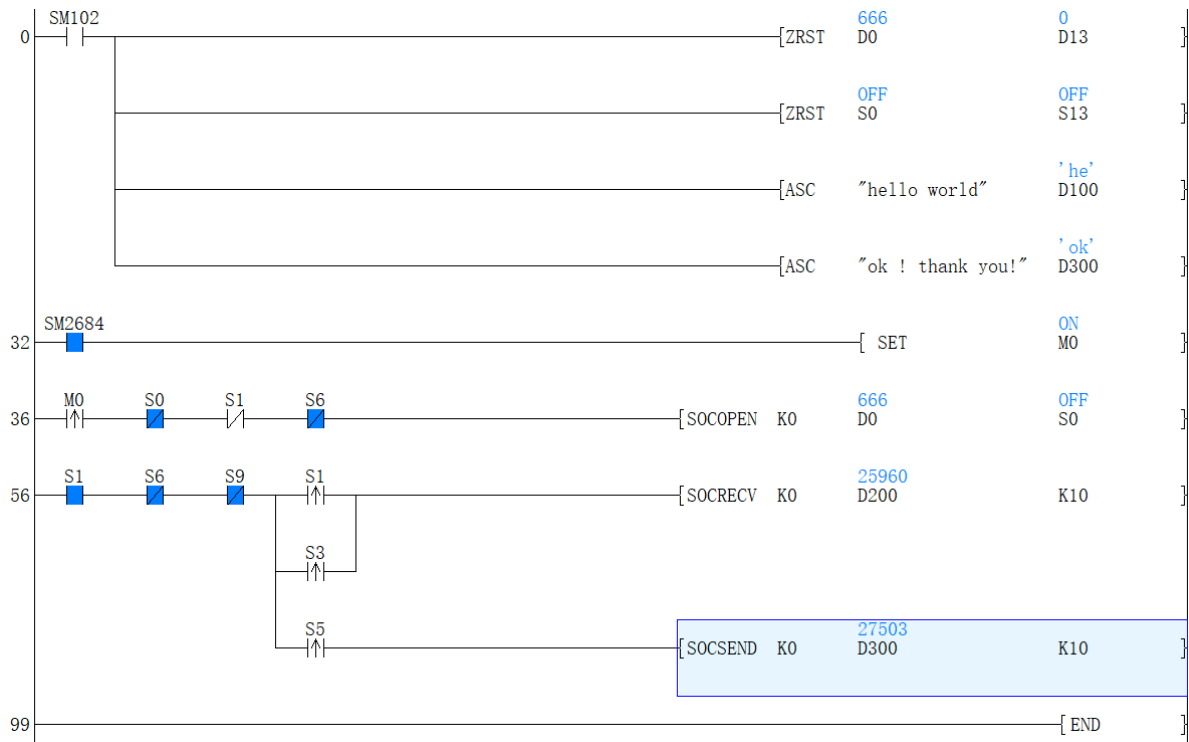 SM102 666 0
0 [ZRST D0 D13 ]
OFF OFF
[ZRST S0 S13 ]
'he'
[ASC "hello world" D100 ]
'ok'
[ASC "ok ! thank you!" D300 ]
SM2684 ON
32 [ SET M0 ]
M0 S0 S1 S6 666 OFF
36 [SOCOPEN K0 D0 S0 ]
S1 S6 S9 S1 25960
56 [SOCRECV K0 D200 K10 ]
S3
S5 27503
[SOCSEND K0 D300 K10 ]
99 [ END ]